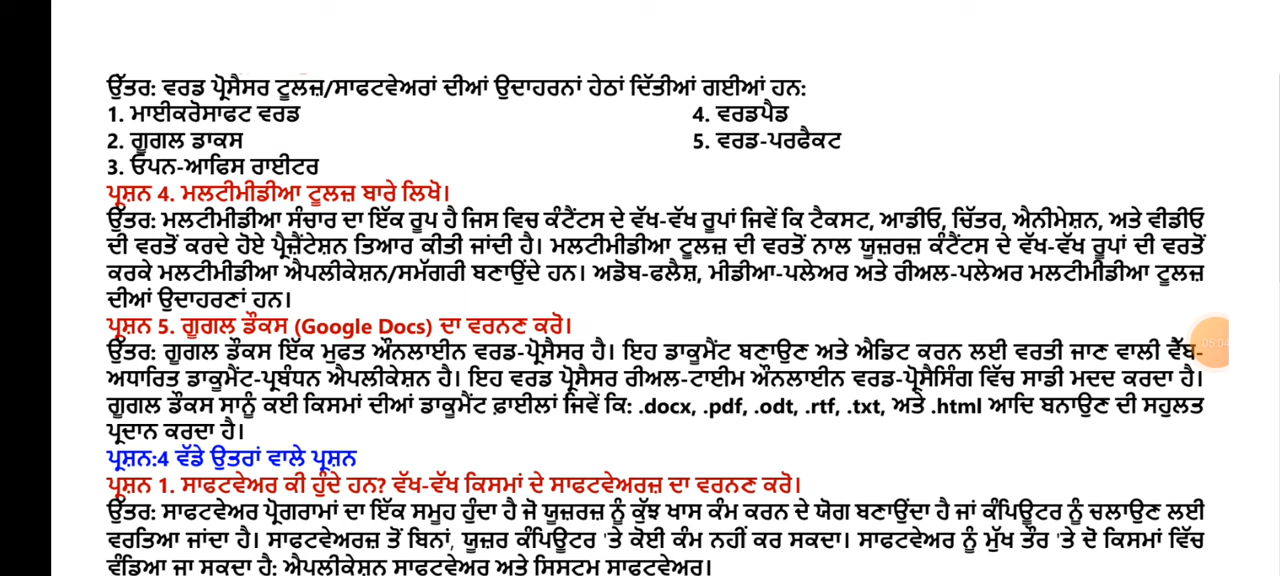 ਉੱਤਰ: ਵਰਡ ਪ੍ਰੋਸੈਸਰ ਟੂਲਜ਼/ਸਾਫਟਵੇਅਰਾਂ ਦੀਆਂ ਉਦਾਹਰਨਾਂ ਹੇਠਾਂ ਦਿੱਤੀਆਂ ਗਈਆਂ ਹਨ:
1. ਮਾਈਕਰੋਸਾਫਟ ਵਰਡ 4. ਵਰਡਪੈਡ
2. ਗੂਗਲ ਡਾਕਸ 5. ਵਰਡ-ਪਰਫੈਕਟ
3. ਓਪਨ-ਆਫਿਸ ਰਾਈਟਰ
ਪ੍ਰਸ਼ਨ 4. ਮਲਟੀਮੀਡੀਆ ਟੂਲਜ਼ ਬਾਰੇ ਲਿਖੋ।
ਉੱਤਰ: ਮਲਟੀਮੀਡੀਆ ਸੰਚਾਰ ਦਾ ਇੱਕ ਰੂਪ ਹੈ ਜਿਸ ਵਿਚ ਕੰਟੈਂਟਸ ਦੇ ਵੱਖ-ਵੱਖ ਰੂਪਾਂ ਜਿਵੇਂ ਕਿ ਟੈਕਸਟ, ਆਡੀਓ, ਚਿੱਤਰ, ਐਨੀਮੇਸ਼ਨ, ਅਤੇ ਵੀਡੀਓ
ਦੀ ਵਰਤੋਂ ਕਰਦੇ ਹੋਏ ਪ੍ਰੈਜ਼ੈਂਟੇਸ਼ਨ ਤਿਆਰ ਕੀਤੀ ਜਾਂਦੀ ਹੈ। ਮਲਟੀਮੀਡੀਆ ਟੂਲਜ਼ ਦੀ ਵਰਤੋਂ ਨਾਲ ਯੂਜ਼ਰਜ਼ ਕੰਟੈਂਟਸ ਦੇ ਵੱਖ-ਵੱਖ ਰੂਪਾਂ ਦੀ ਵਰਤੋਂ
ਕਰਕੇ ਮਲਟੀਮੀਡੀਆ ਐਪਲੀਕੇਸ਼ਨ/ਸਮੱਗਰੀ ਬਣਾਉਂਦੇ ਹਨ। ਅਡੋਬ-ਫਲੈਸ਼, ਮੀਡੀਆ-ਪਲੇਅਰ ਅਤੇ ਰੀਅਲ-ਪਲੇਅਰ ਮਲਟੀਮੀਡੀਆ ਟੂਲਜ਼
ਦੀਆਂ ਉਦਾਹਰਣਾਂ ਹਨ।
ਪ੍ਰਸ਼ਨ 5. ਗੂਗਲ ਡੌਕਸ (Google Docs) ਦਾ ਵਰਨਣ ਕਰੋ।
ਉੱਤਰ: ਗੂਗਲ ਡੌਕਸ ਇੱਕ ਮੁਫਤ ਔਨਲਾਈਨ ਵਰਡ-ਪ੍ਰੋਸੈਸਰ ਹੈ। ਇਹ ਡਾਕੂਮੈਂਟ ਬਣਾਉਣ ਅਤੇ ਐਡਿਟ ਕਰਨ ਲਈ ਵਰਤੀ ਜਾਣ ਵਾਲੀ ਵੈੱਬ-
ਅਧਾਰਿਤ ਡਾਕੂਮੈਂਟ-ਪ੍ਰਬੰਧਨ ਐਪਲੀਕੇਸ਼ਨ ਹੈ। ਇਹ ਵਰਡ ਪ੍ਰੋਸੈਸਰ ਰੀਅਲ-ਟਾਈਮ ਔਨਲਾਈਨ ਵਰਡ-ਪ੍ਰੋਸੈਸਿੰਗ ਵਿੱਚ ਸਾਡੀ ਮਦਦ ਕਰਦਾ ਹੈ।
ਗੂਗਲ ਡੌਕਸ ਸਾਨੂੰ ਕਈ ਕਿਸਮਾਂ ਦੀਆਂ ਡਾਕੂਮੈਂਟ ਫ਼ਾਈਲਾਂ ਜਿਵੇਂ ਕਿ: .docx, .pdf, .odt, .rtf, .txt, ਅਤੇ .html ਆਦਿ ਬਨਾਉਣ ਦੀ ਸਹੂਲਤ
ਪ੍ਰਦਾਨ ਕਰਦਾ ਹੈ।
ਪ੍ਰਸ਼ਨ:4 ਵੱਡੇ ਉਤਰਾਂ ਵਾਲੇ ਪ੍ਰਸ਼ਨ
ਪ੍ਰਸ਼ਨ 1. ਸਾਫਟਵੇਅਰ ਕੀ ਹੁੰਦੇ ਹਨ? ਵੱਖ-ਵੱਖ ਕਿਸਮਾਂ ਦੇ ਸਾਫਟਵੇਅਰਜ਼ ਦਾ ਵਰਨਣ ਕਰੋ।
ਉੱਤਰ: ਸਾਫਟਵੇਅਰ ਪ੍ਰੋਗਰਾਮਾਂ ਦਾ ਇੱਕ ਸਮੂਹ ਹੁੰਦਾ ਹੈ ਜੋ ਯੂਜ਼ਰਜ਼ ਨੂੰ ਕੁੱਝ ਖਾਸ ਕੰਮ ਕਰਨ ਦੇ ਯੋਗ ਬਣਾਉਂਦਾ ਹੈ ਜਾਂ ਕੰਪਿਊਟਰ ਨੂੰ ਚਲਾਉਣ ਲਈ
ਵਰਤਿਆ ਜਾਂਦਾ ਹੈ। ਸਾਫਟਵੇਅਰਜ਼ ਤੋਂ ਬਿਨਾਂ, ਯੂਜ਼ਰ ਕੰਪਿਊਟਰ 'ਤੇ ਕੋਈ ਕੰਮ ਨਹੀਂ ਕਰ ਸਕਦਾ। ਸਾਫਟਵੇਅਰ ਨੂੰ ਮੁੱਖ ਤੌਰ 'ਤੇ ਦੋ ਕਿਸਮਾਂ ਵਿੱਚ
ਵੰਡਿਆ ਜਾ ਸਕਦਾ ਹੈ: ਐਪਲੀਕੇਸ਼ਨ ਸਾਫਟਵੇਅਰ ਅਤੇ ਸਿਸਟਮ ਸਾਫਟਵੇਅਰ।
05:04